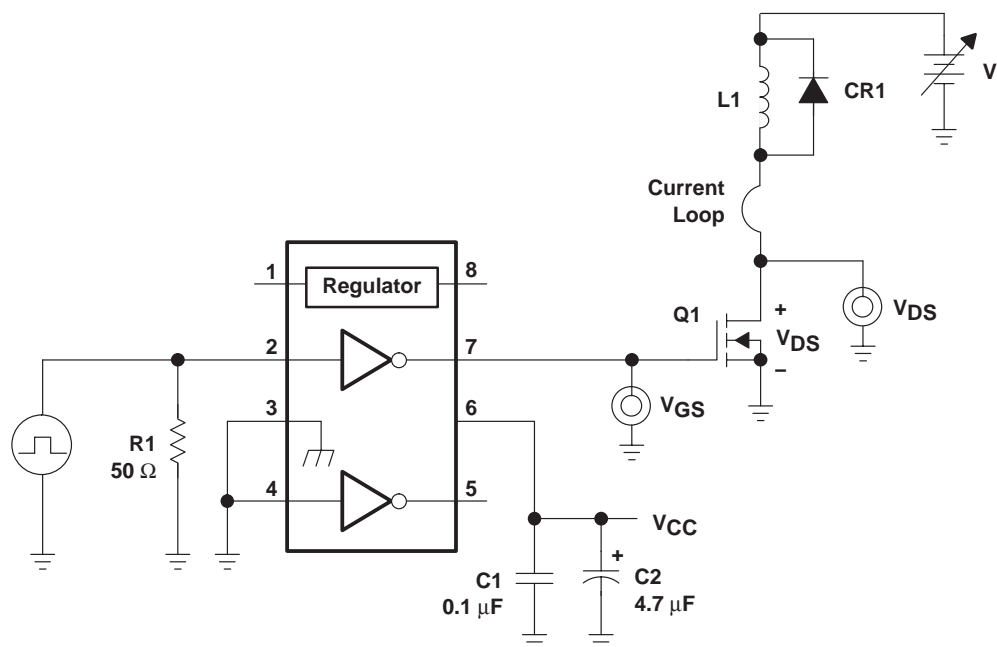 V
L1
CR1
Current
Loop
1
Regulator
8
Q1
+
VDS
–
VDS
2
7
VGS
3
6
R1
50 Ω
4
5
VCC
+
C1
0.1 μF
C2
4.7 μF